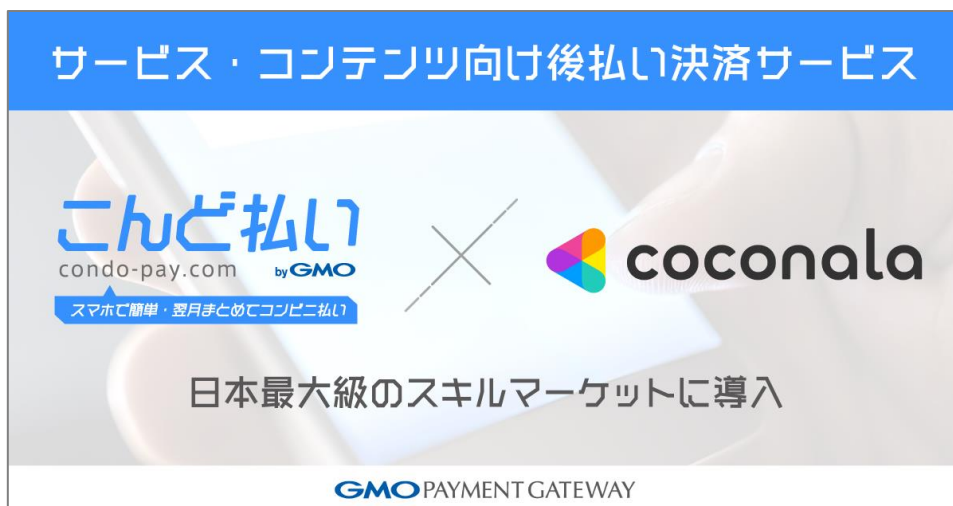 サービス・コンテンツ向け後払い決済サービス
こんど払い
condo-pay.com by GMO
スマホで簡単・翌月まとめてコンビニ払い
coconala
日本最大級のスキルマーケットに導入
GMO PAYMENT GATEWAY